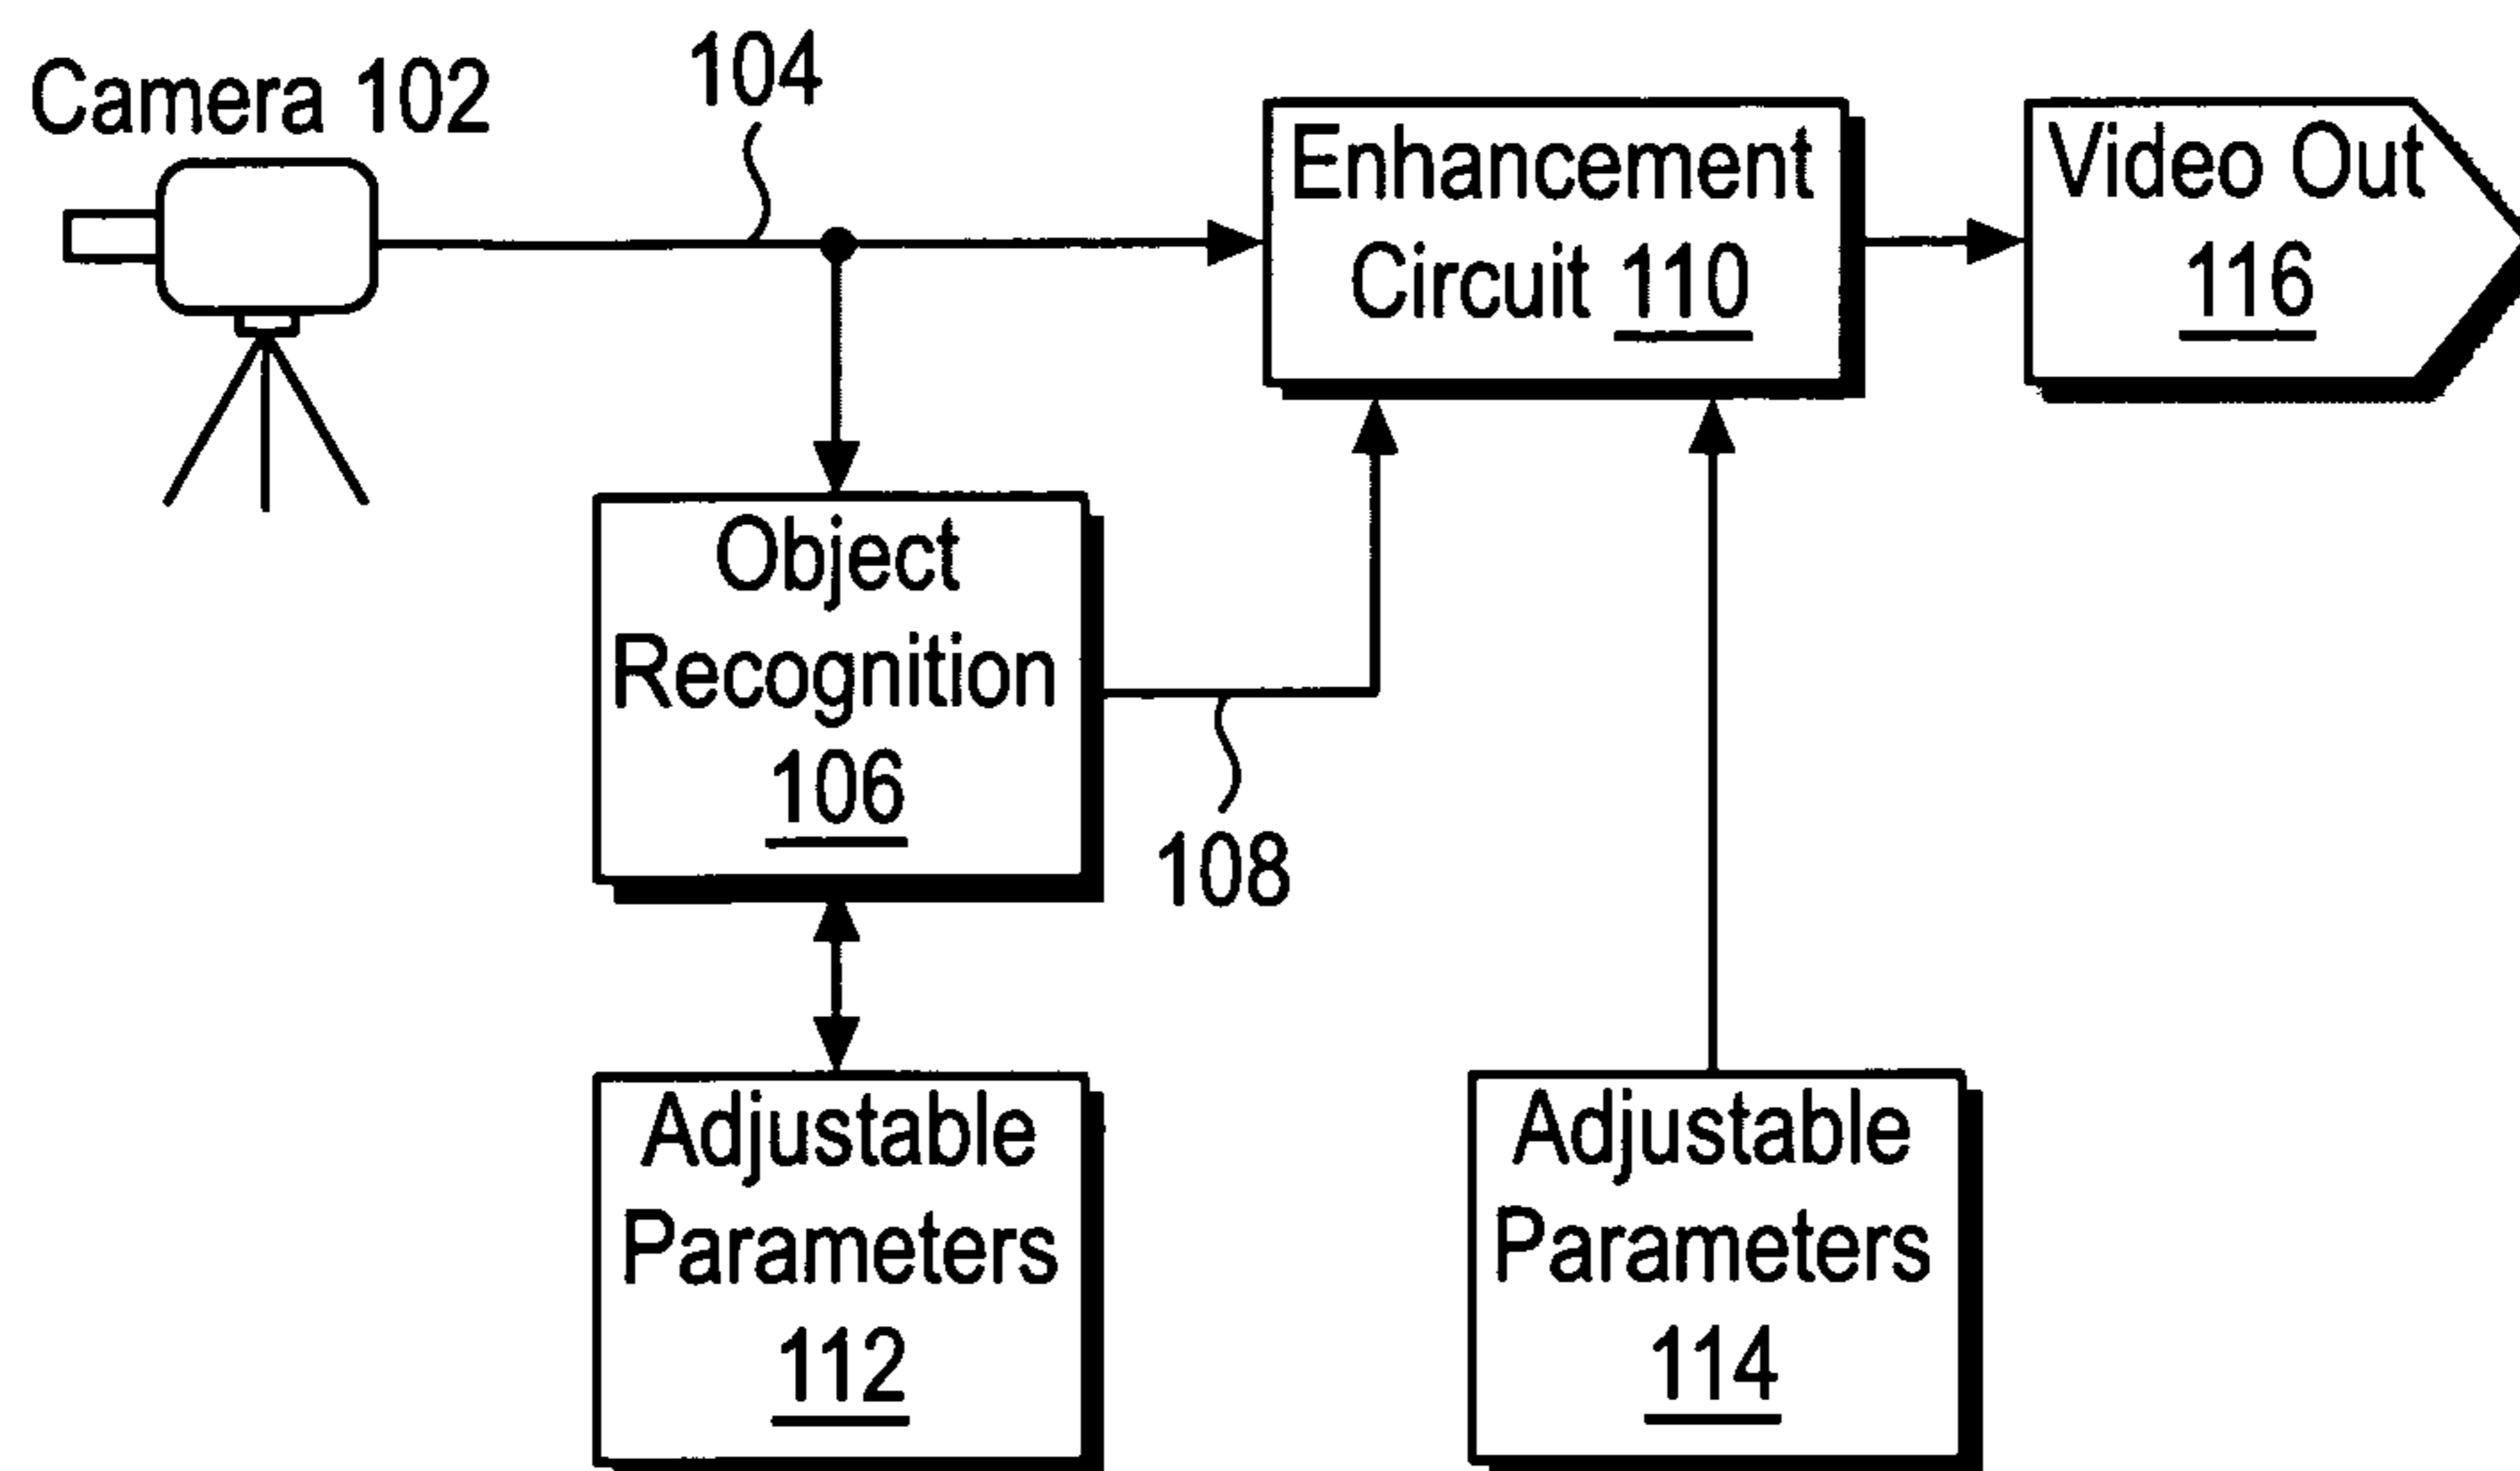 Camera 102
104
Enhancement
Circuit 110
Video Out
116
Object
Recognition
106
108
Adjustable
Parameters
112
Adjustable
Parameters
114